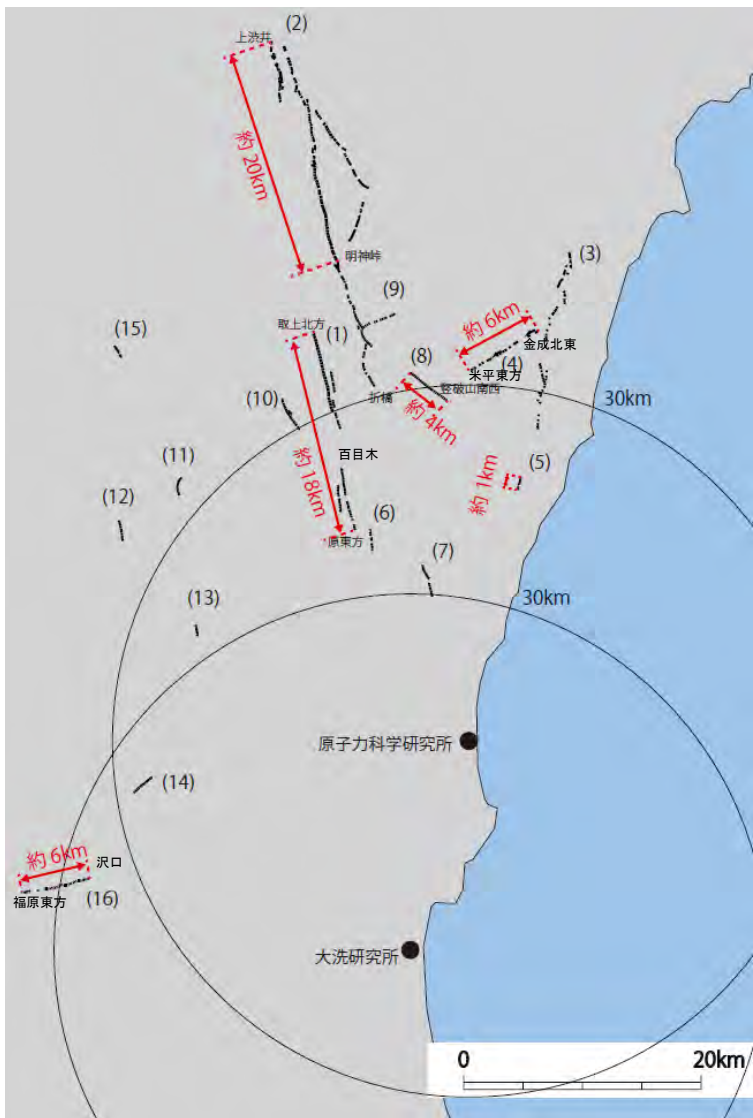 (2)
上渋井
約 20km
明神峠
(3)
(9)
取上北方
(1)
(15)
約 6km
金成北東
(8)
(4)
米平東方
竪破山南西
折橋
約 4km
30km
(10)
百目木
約 18km
(11)
(5)
約 1km
(12)
(6)
原東方
(7)
30km
(13)
原子力科学研究所
(14)
約 6km
沢口
福原東方
(16)
大洗研究所
0
20km